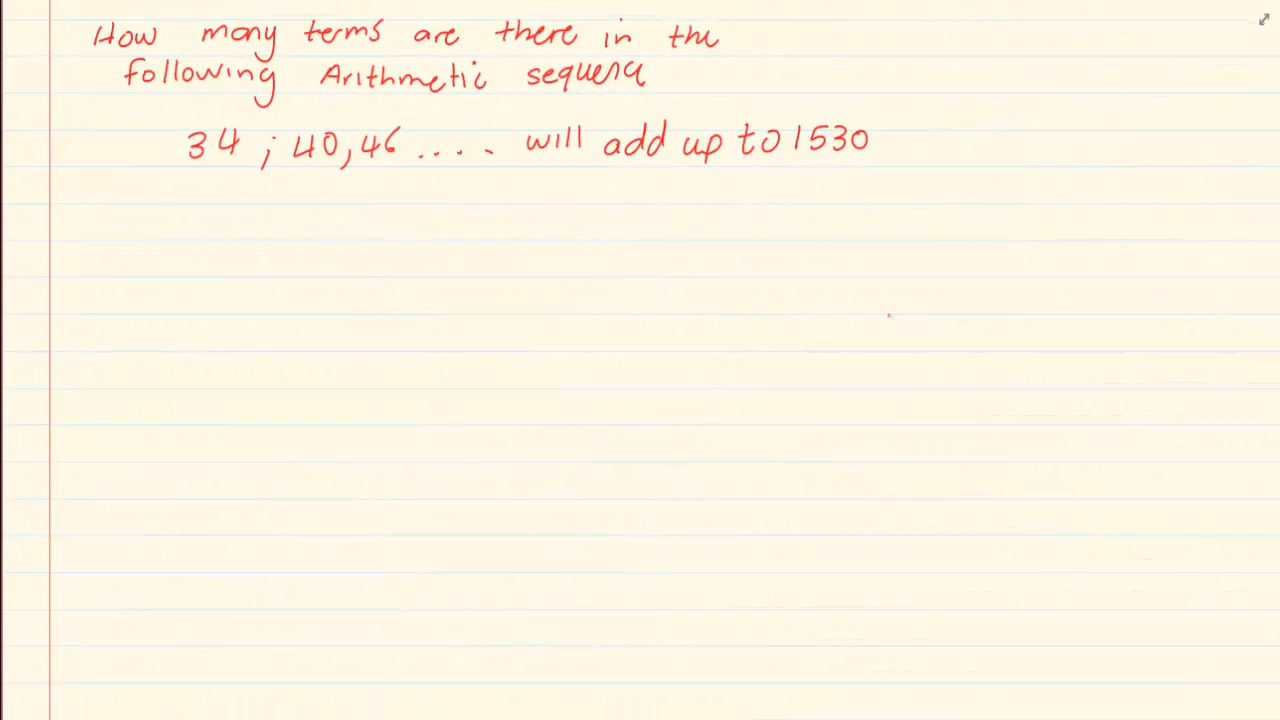 How many terms are there in the
following Arithmetic sequence
34 ; 40, 46 .... will add up to 1530